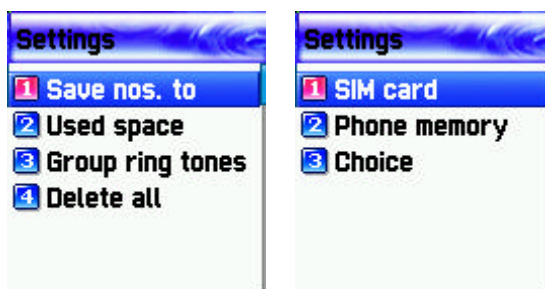 Settings
1 Save nos. to
2 Used space
3 Group ring tones
4 Delete all
Settings
1 SIM card
2 Phone memory
3 Choice